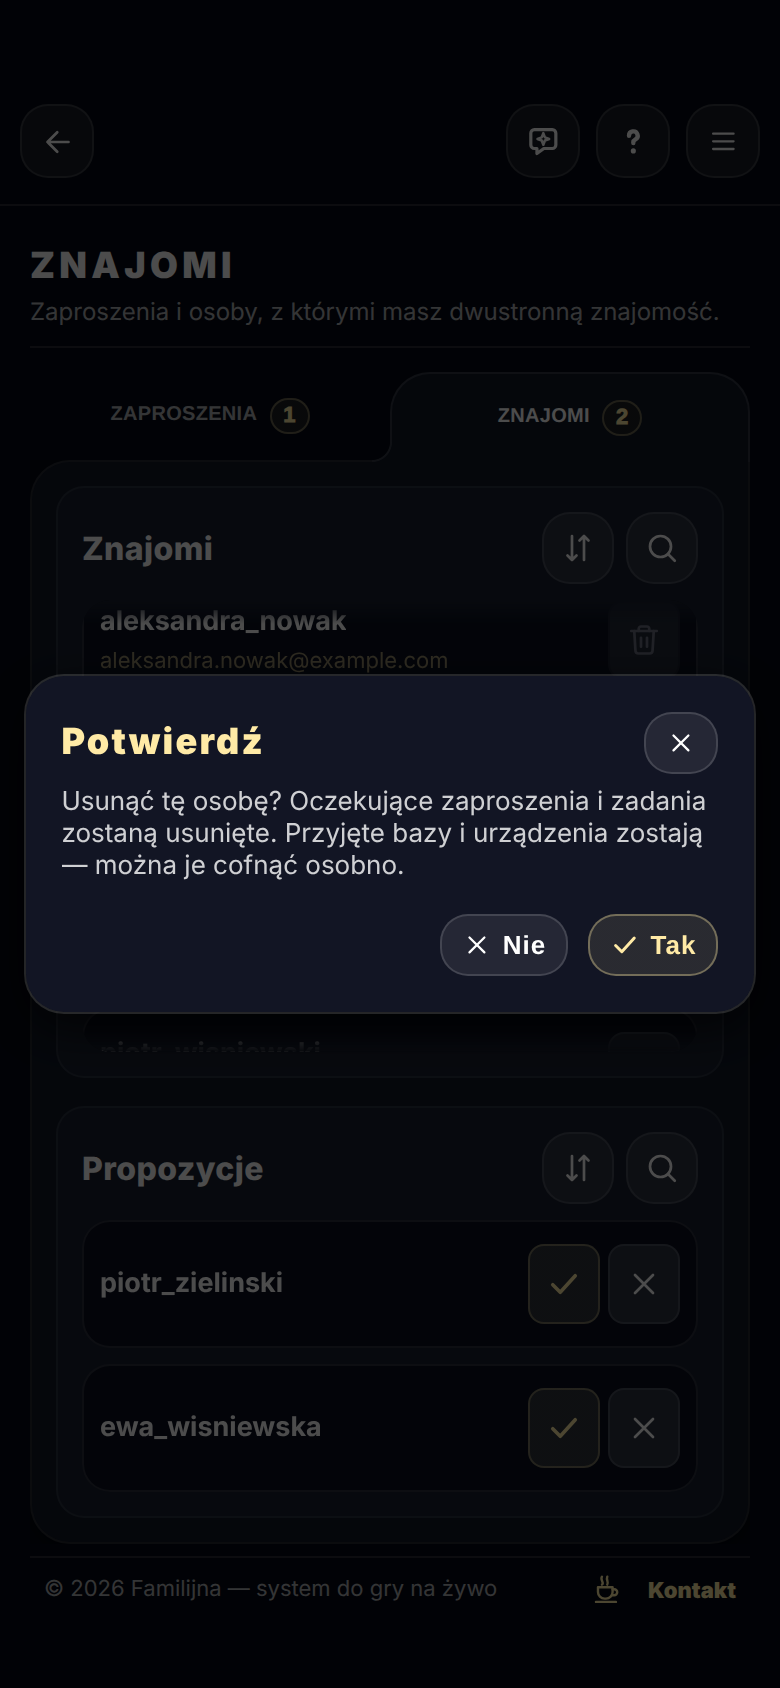 ZNAJOMI
Zaproszenia i osoby, z którymi masz dwustronną znajomość.
ZAPROSZENIA 1
ZNAJOMI 2
Znajomi
aleksandra_nowak
aleksandra.nowak@example.com
Potwierdź
Usunąć tę osobę? Oczekujące zaproszenia i zadania
zostaną usunięte. Przyjęte bazy i urządzenia zostają
— można je cofnąć osobno.
Nie
Tak
piotr_wisniewski
Propozycje
piotr_zielinski
ewa_wisniewska
© 2026 Familijna — system do gry na żywo
Kontakt